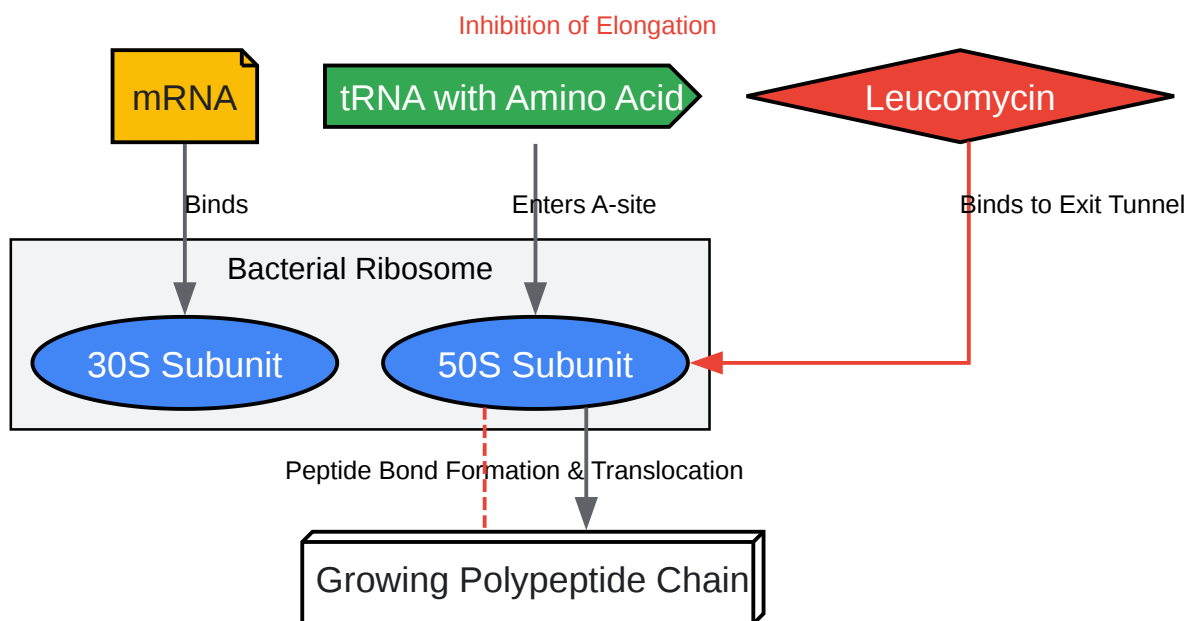 Inhibition of Elongation
mRNA
tRNA with Amino Acid
Leucomycin
Binds
Enters A-site
Binds to Exit Tunnel
Bacterial Ribosome
30S Subunit
50S Subunit
Peptide Bond Formation & Translocation
Growing Polypeptide Chain